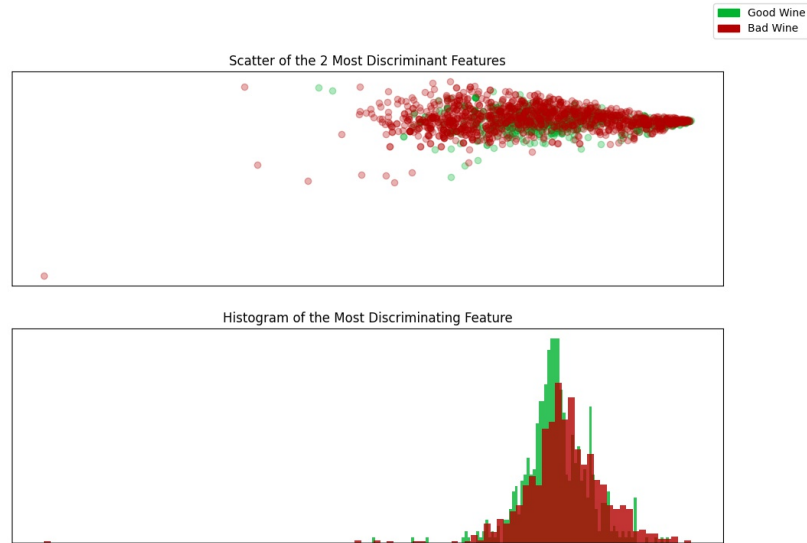 Good Wine
Bad Wine
Scatter of the 2 Most Discriminant Features
Histogram of the Most Discriminating Feature